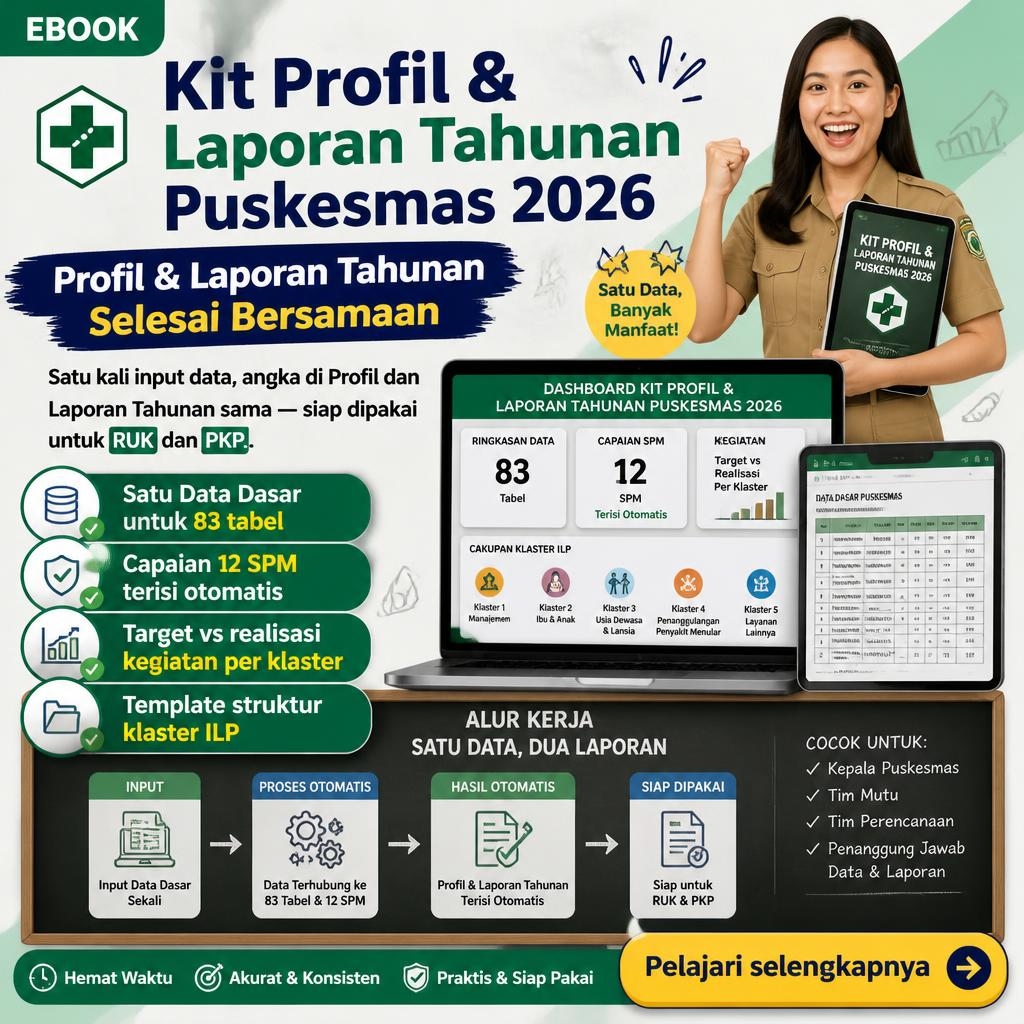 EBOOK
Kit Profil &
Laporan Tahunan
Puskesmas 2026
Profil & Laporan Tahunan
Selesai Bersamaan
Satu Data,
Banyak
Manfaat!
KIT PROFIL &
LAPORAN TAHUNAN
PUSKESMAS 2026
Satu kali input data, angka di Profil dan
Laporan Tahunan sama — siap dipakai
untuk RUK dan PKP.
Satu Data Dasar
untuk 83 tabel
Capaian 12 SPM
terisi otomatis
Target vs realisasi
kegiatan per klaster
Template struktur
klaster ILP
DASHBOARD KIT PROFIL &
LAPORAN TAHUNAN PUSKESMAS 2026
RINGKASAN DATA
83
Tabel
CAPAIAN SPM
12
SPM
Terisi Otomatis
KEGIATAN
Target vs
Realisasi
Per Klaster
CAKUPAN KLASTER ILP
Klaster 1
Manajemen
Klaster 2
Ibu & Anak
Klaster 3
Usia Dewasa
& Lansia
Klaster 4
Penanggulangan
Penyakit Menular
Klaster 5
Layanan
Lainnya
DATA DASAR PUSKESMAS
ALUR KERJA
SATU DATA, DUA LAPORAN
INPUT
Input Data Dasar
Sekali
PROSES OTOMATIS
Data Terhubung ke
83 Tabel & 12 SPM
HASIL OTOMATIS
Profil & Laporan Tahunan
Terisi Otomatis
SIAP DIPAKAI
Siap untuk
RUK & PKP
COCOK UNTUK:
✓ Kepala Puskesmas
✓ Tim Mutu
✓ Tim Perencanaan
✓ Penanggung Jawab
Data & Laporan
Hemat Waktu
Akurat & Konsisten
Praktis & Siap Pakai
Pelajari selengkapnya